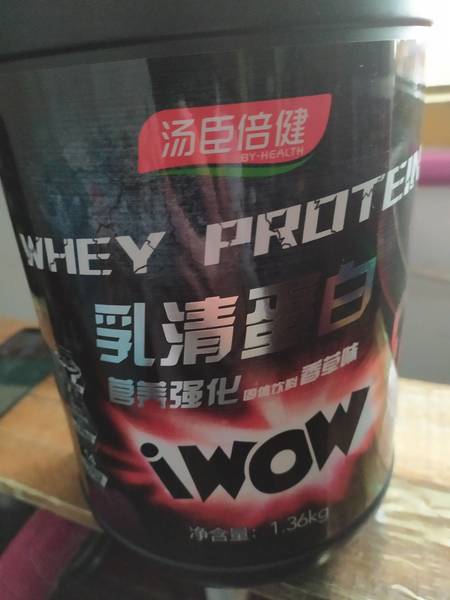 汤臣倍健
BY-HEALTH
WHEY PROTEIN
乳清蛋白
营养强化固体饮料香草味
iWOW
净含量：1.36kg